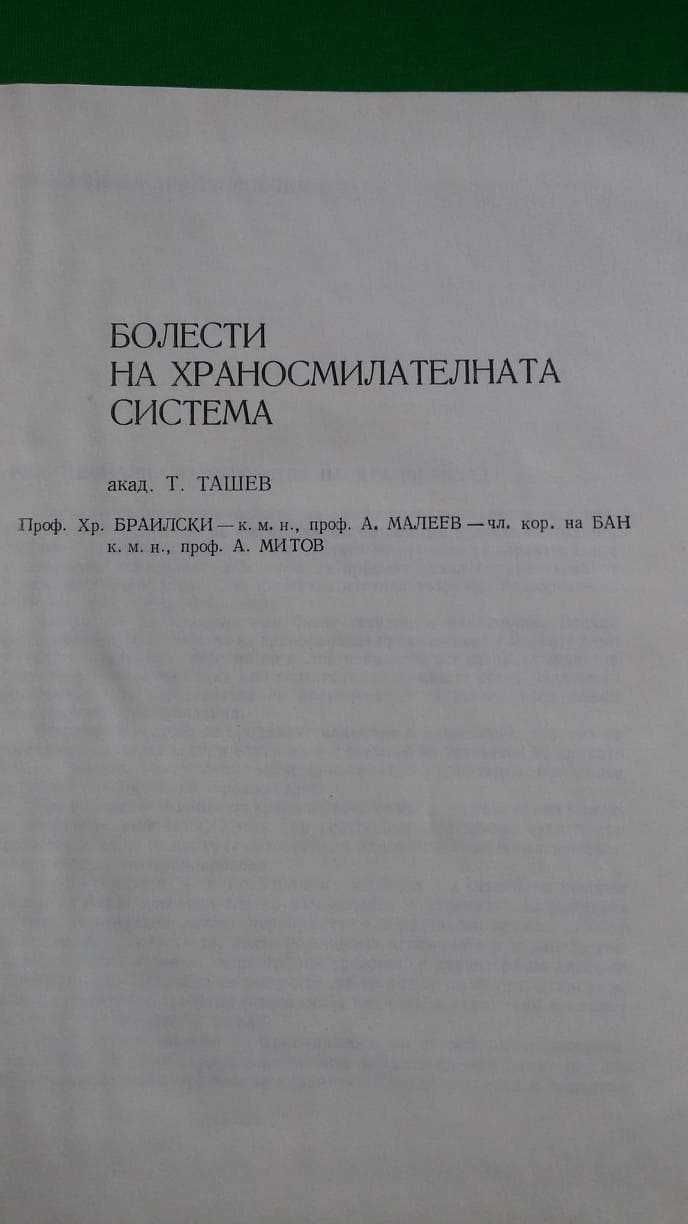 БОЛЕСТИ
НА ХРАНОСМИЛАТЕЛНАТА
СИСТЕМА
акад. Т. ТАШЕВ
Проф. Хр. БРАИЛСКИ — к. м. н., проф. А. МАЛЕЕВ — чл. кор. на БАН
к. м. н., проф. А. МИТОВ